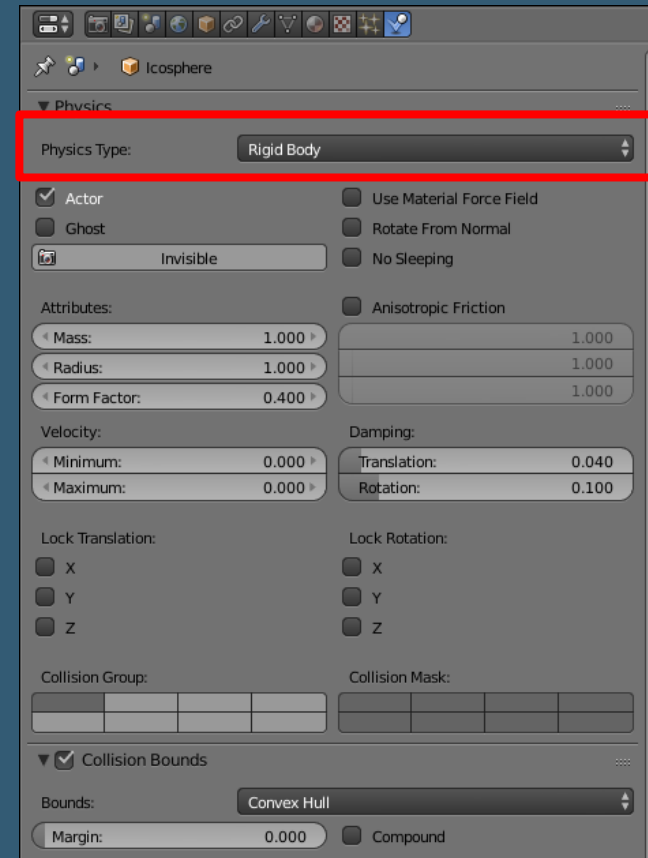 Icosphere
Physics
Physics Type: Rigid Body
Actor Use Material Force Field
Ghost Rotate From Normal
Invisible No Sleeping
Attributes: Anisotropic Friction
Mass: 1.000 1.000
Radius: 1.000 1.000
Form Factor: 0.400 1.000
Velocity: Damping:
Minimum: 0.000 Translation: 0.040
Maximum: 0.000 Rotation: 0.100
Lock Translation: Lock Rotation:
X X
Y Y
Z Z
Collision Group: Collision Mask:
Collision Bounds
Bounds: Convex Hull
Margin: 0.000 Compound